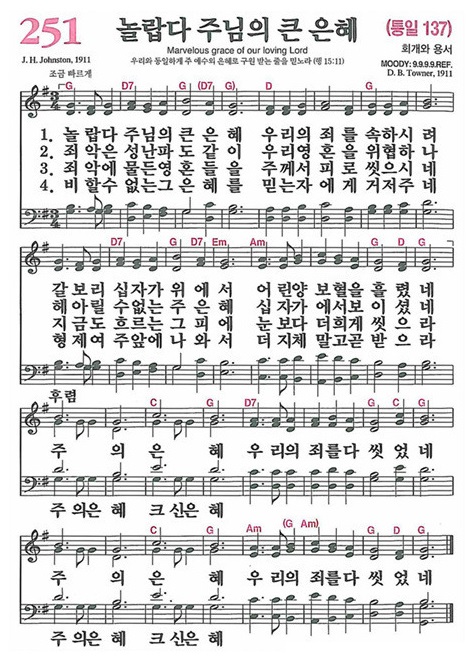 251
놀랍다 주님의 큰 은혜
(통일 137)
Marvelous grace of our loving Lord
회개와 용서
J. H. Johnston, 1911
우리와 동일하게 주 예수의 은혜로 구원 받는 줄을 믿노라 (행 15:11)
MOODY: 9.9.9.9.REF.
조금 빠르게
D. B. Towner, 1911
G D7 G (D7 G) G D7
1. 놀랍다 주님의 큰 은 혜 우리의 죄 를 속하시 려
2. 죄악은 성난파 도 같 이 우리영 혼 을 위협하 나
3. 죄악에 물든영 혼 들 을 주께서 피 로 씻으시 네
4. 비할수 없는그 은 혜 를 믿는자 에 게 거저주 네
D7 G D7 Em Am G D G
갈보리 십자가 위 에 서 어린양 보혈을 흘 렸 네
헤아릴 수없는 주 은 혜 십자가 에서보 이 셨 네
지금도 흐르는 그 피 에 눈보다 더희게 씻 으 라
형제여 주앞에 나 와 서 더지체 말고곧 받 으 라
후렴
G D7 G
주 의 은 혜 우 리의 죄를다 씻 었 네
주 의은 혜 크 신은 혜
C G Am (G Am) G D G
주 의 은 혜 우 리의 죄를다 씻 었 네
주 의은 혜 크 신은 혜